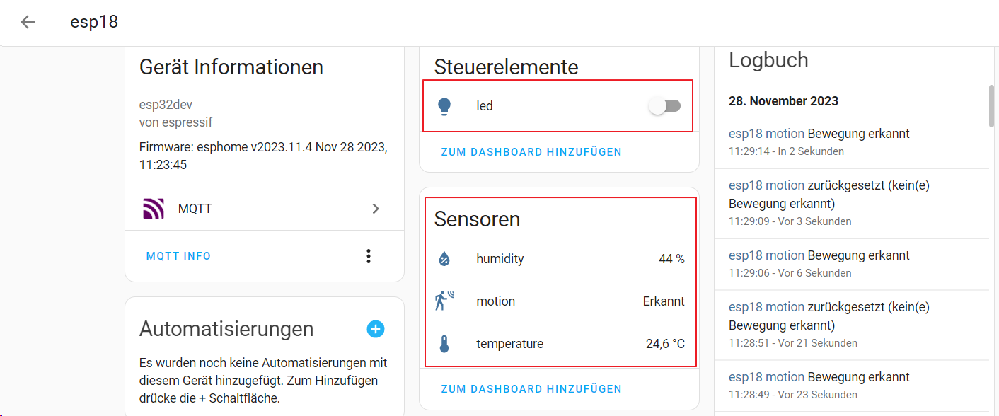 esp18
Gerät Informationen
esp32dev
von espressif
Firmware: esphome v2023.11.4 Nov 28 2023,
11:23:45
MQTT
MQTT INFO
Automatisierungen
Es wurden noch keine Automatisierungen mit
diesem Gerät hinzugefügt. Zum Hinzufügen
drücke die + Schaltfläche.
Steuerelemente
led
ZUM DASHBOARD HINZUFÜGEN
Sensoren
humidity 44 %
motion Erkannt
temperature 24,6 °C
ZUM DASHBOARD HINZUFÜGEN
Logbuch
28. November 2023
esp18 motion Bewegung erkannt
11:29:14 - In 2 Sekunden
esp18 motion zurückgesetzt (kein(e)
Bewegung erkannt)
11:29:09 - Vor 3 Sekunden
esp18 motion Bewegung erkannt
11:29:06 - Vor 6 Sekunden
esp18 motion zurückgesetzt (kein(e)
Bewegung erkannt)
11:28:51 - Vor 21 Sekunden
esp18 motion Bewegung erkannt
11:28:49 - Vor 23 Sekunden